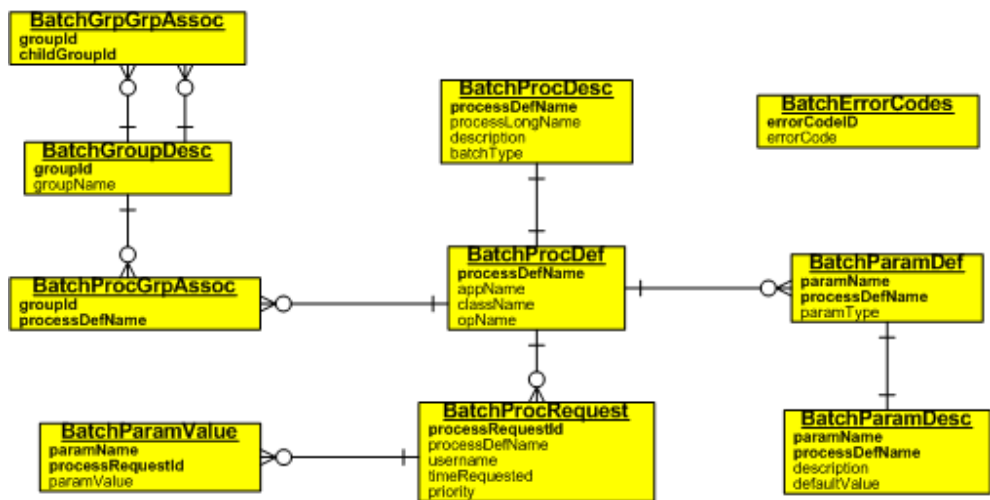 BatchGrpGrpAssoc
groupId
childGroupId
BatchProcDesc
processDefName
processLongName
description
batchType
BatchErrorCodes
errorCodeID
errorCode
BatchGroupDesc
groupId
groupName
BatchProcDef
processDefName
appName
className
opName
BatchParamDef
paramName
processDefName
paramType
BatchProcGrpAssoc
groupId
processDefName
BatchProcRequest
processRequestId
processDefName
username
timeRequested
priority
BatchParamValue
paramName
processRequestId
paramValue
BatchParamDesc
paramName
processDefName
description
defaultValue